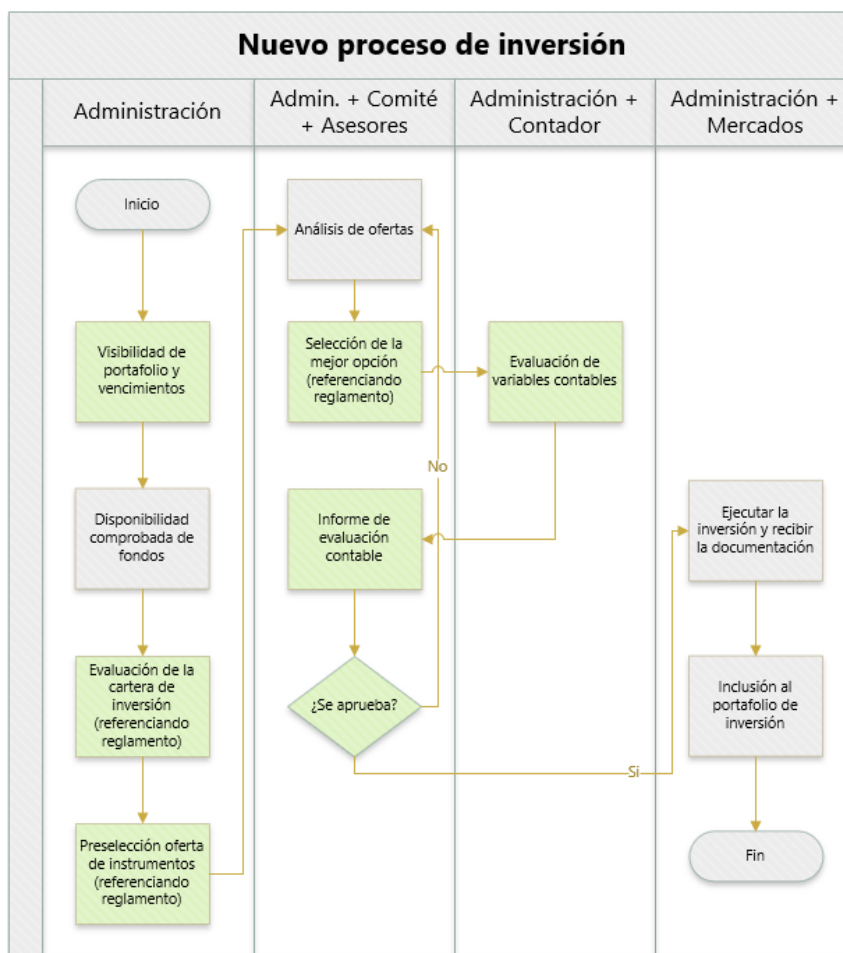 Nuevo proceso de inversión
Administración
Admin. + Comité
+ Asesores
Administración +
Contador
Administración +
Mercados
Inicio
Visibilidad de
portafolio y
vencimientos
Disponibilidad
comprobada de
fondos
Evaluación de la
cartera de
inversión
(referenciando
reglamento)
Preselección oferta
de instrumentos
(referenciando
reglamento)
Análisis de ofertas
Selección de la
mejor opción
(referenciando
reglamento)
Evaluación de
variables contables
No
Informe de
evaluación
contable
¿Se aprueba?
Si
Ejecutar la
inversión y recibir
la documentación
Inclusión al
portafolio de
inversión
Fin